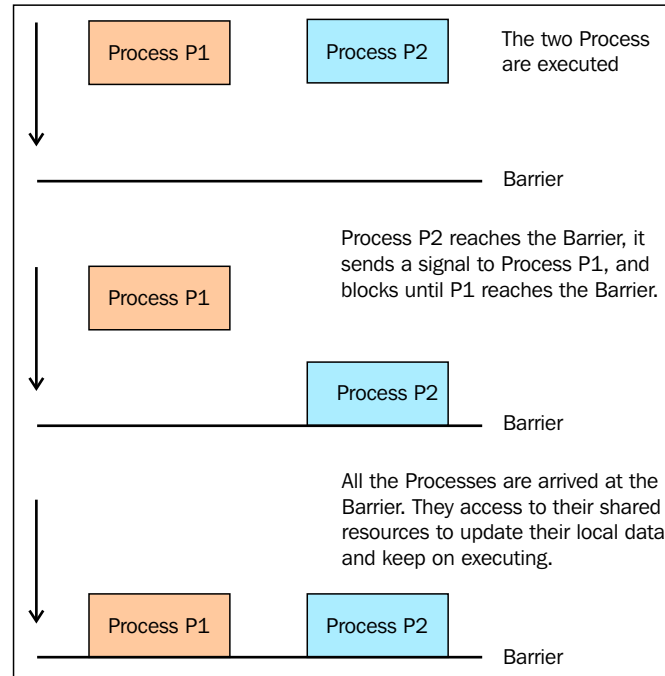 Process P1
Process P2
The two Process
are executed
Barrier
Process P2 reaches the Barrier, it
sends a signal to Process P1, and
blocks until P1 reaches the Barrier.
Process P1
Process P2
Barrier
All the Processes are arrived at the
Barrier. They access to their shared
resources to update their local data
and keep on executing.
Process P1
Process P2
Barrier